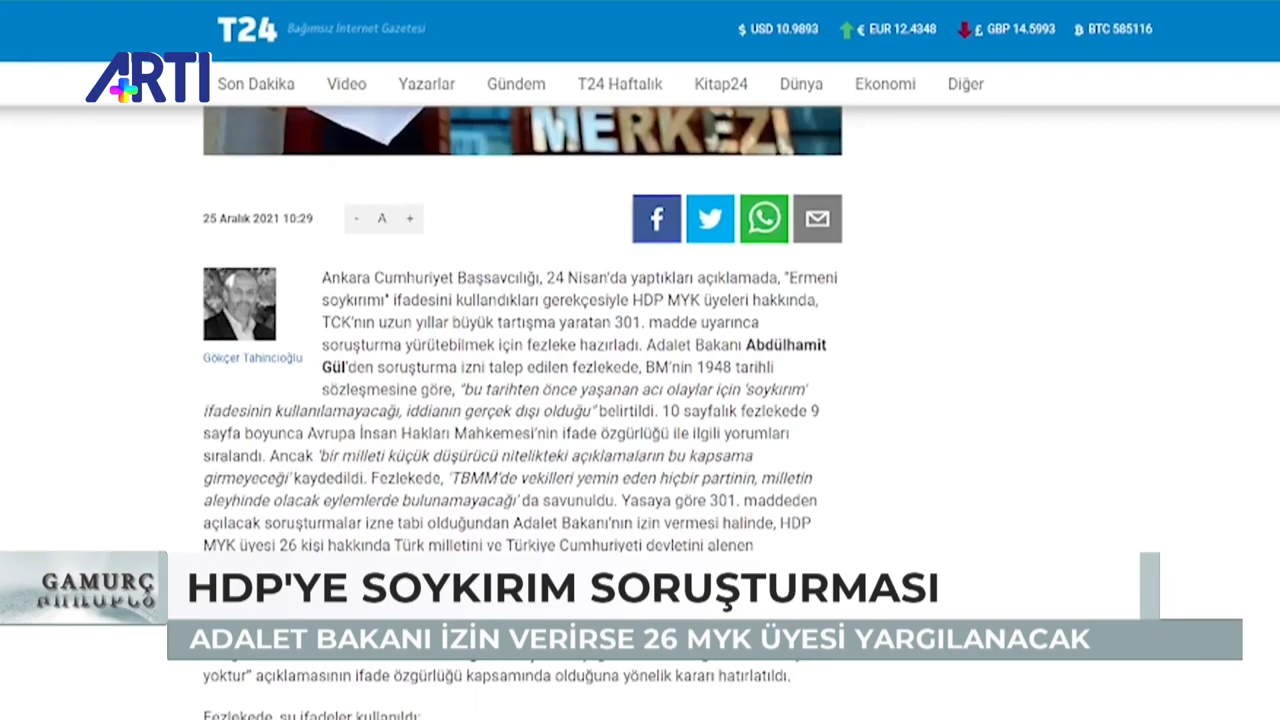 T24 Bağımsız İnternet Gazetesi
$ USD 10.9893 € EUR 12.4348 £ GBP 14.5993 BTC 585116
ARTI
Son Dakika Video Yazarlar Gündem T24 Haftalık Kitap24 Dünya Ekonomi Diğer
MERKEZİ
25 Aralık 2021 10:29
- A +
Gökçer Tahincioğlu
Ankara Cumhuriyet Başsavcılığı, 24 Nisan'da yaptıkları açıklamada, "Ermeni
soykırımı" ifadesini kullandıkları gerekçesiyle HDP MYK üyeleri hakkında,
TCK'nın uzun yıllar büyük tartışma yaratan 301. madde uyarınca
soruşturma yürütebilmek için fezleke hazırladı. Adalet Bakanı Abdülhamit
Gül'den soruşturma izni talep edilen fezlekede, BM'nin 1948 tarihli
sözleşmesine göre, "bu tarihten önce yaşanan acı olaylar için 'soykırım'
ifadesinin kullanılamayacağı, iddianın gerçek dışı olduğu" belirtildi. 10 sayfalık fezlekede 9
sayfa boyunca Avrupa İnsan Hakları Mahkemesi'nin ifade özgürlüğü ile ilgili yorumları
sıralandı. Ancak 'bir milleti küçük düşürücü nitelikteki açıklamaların bu kapsama
girmeyeceği' kaydedildi. Fezlekede, 'TBMM'de vekilleri yemin eden hiçbir partinin, milletin
aleyhinde olacak eylemlerde bulunamayacağı' da savunuldu. Yasaya göre 301. maddeden
açılacak soruşturmalar izne tabi olduğundan Adalet Bakanı'nın izin vermesi halinde, HDP
MYK üyesi 26 kişi hakkında Türk milletini ve Türkiye Cumhuriyeti devletini alenen
GAMURÇ
HDP'YE SOYKIRIM SORUŞTURMASI
ADALET BAKANI İZİN VERİRSE 26 MYK ÜYESİ YARGILANACAK
yoktur" açıklamasının ifade özgürlüğü kapsamında olduğuna yönelik kararı hatırlatıldı.
Fezlekede, şu ifadeler kullanıldı: